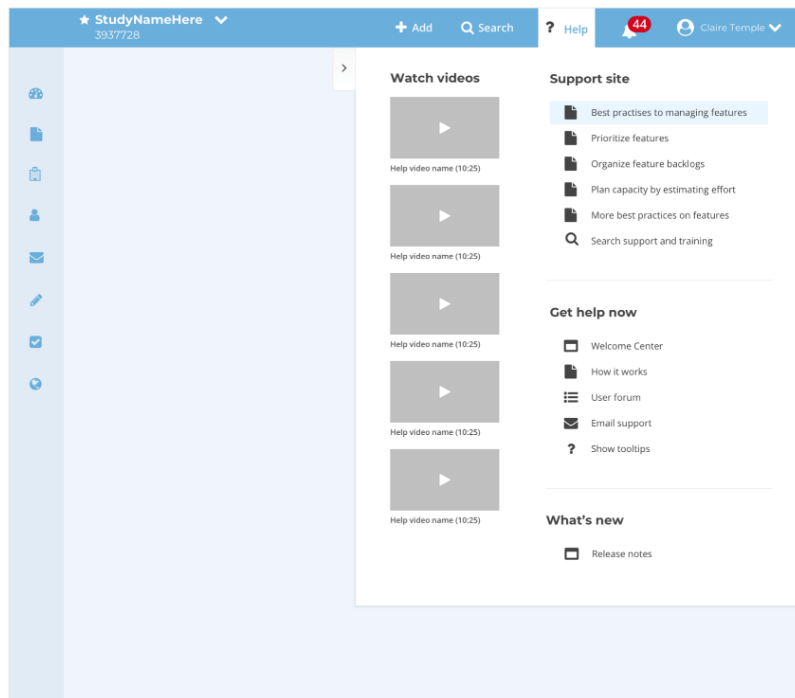 StudyNameHere
3937728
Add
Search
? Help
44
Claire Temple
Watch videos
Help video name (10:25)
Help video name (10:25)
Help video name (10:25)
Help video name (10:25)
Help video name (10:25)
Support site
Best practises to managing features
Prioritize features
Organize feature backlogs
Plan capacity by estimating effort
More best practices on features
Search support and training
Get help now
Welcome Center
How it works
User forum
Email support
? Show tooltips
What's new
Release notes